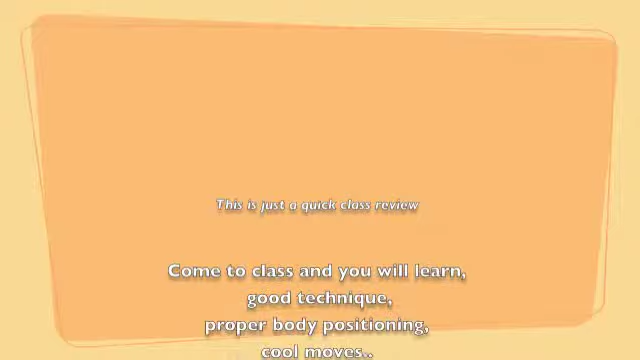 This is just a quick class review
Come to class and you will learn,
good technique,
proper body positioning,
cool moves..